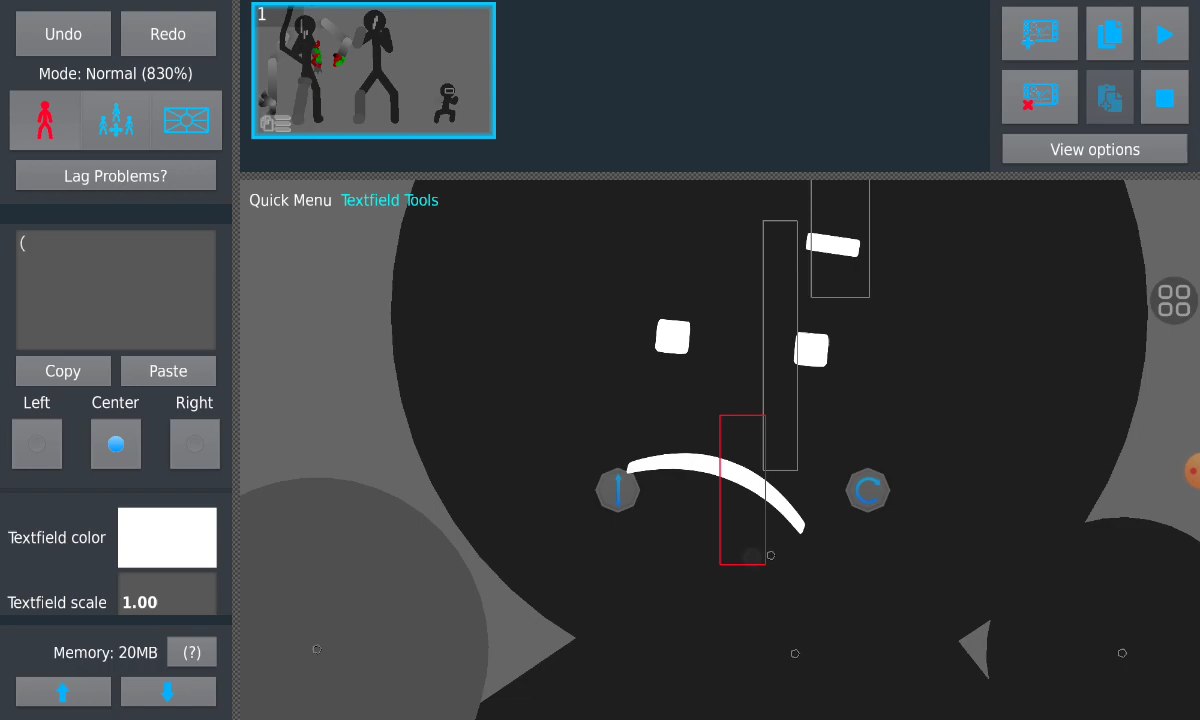 Undo
Redo
Mode: Normal (830%)
Lag Problems?
(
Copy
Paste
Left
Center
Right
Textfield color
Textfield scale
1.00
Memory: 20MB
(?)
1
View options
Quick Menu
Textfield Tools